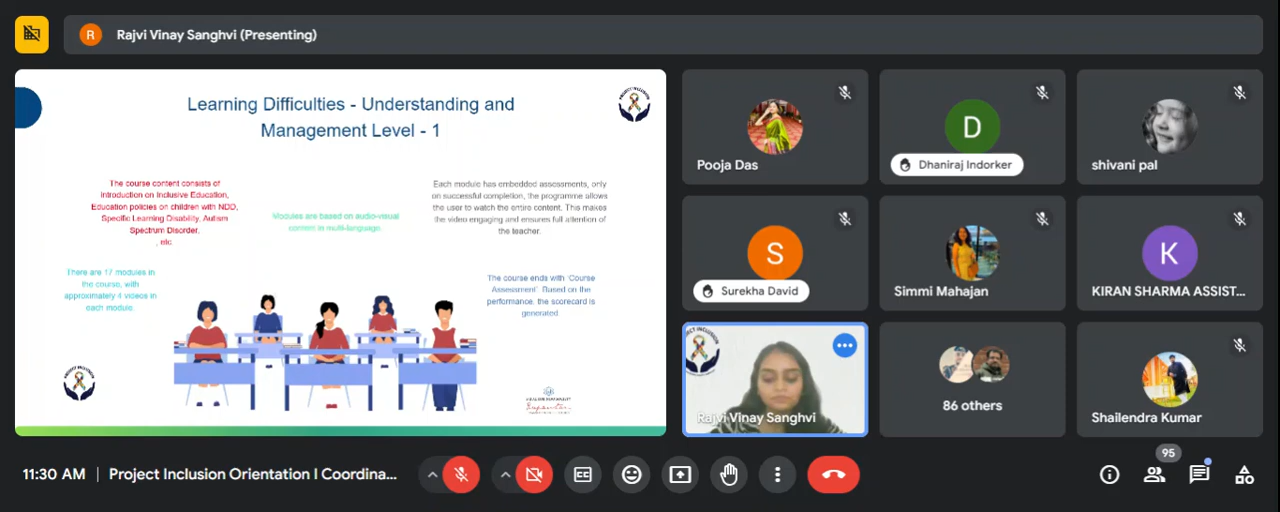 R
Rajvi Vinay Sanghvi (Presenting)
Learning Difficulties - Understanding and
Management Level - 1
The course content consists of
Introduction on Inclusive Education,
Education policies on children with NDD,
Specific Learning Disability, Autism
Spectrum Disorder,
, etc
Modules are based on audio-visual
content in multi-language.
Each module has embedded assessments, only
on successful completion, the programme allows
the user to watch the entire content. This makes
the video engaging and ensures full attention of
the teacher.
There are 17 modules in
the course, with
approximately 4 videos in
each module.
The course ends with 'Course
Assessment'. Based on the
performance, the scorecard is
generated
PROJECT INCLUSION
PROJECT INCLUSION
Pooja Das
D
Dhaniraj Indorker
shivani pal
S
Surekha David
Simmi Mahajan
K
KIRAN SHARMA ASSIST...
Rajvi Vinay Sanghvi
86 others
Shailendra Kumar
11:30 AM | Project Inclusion Orientation I Coordina...
95